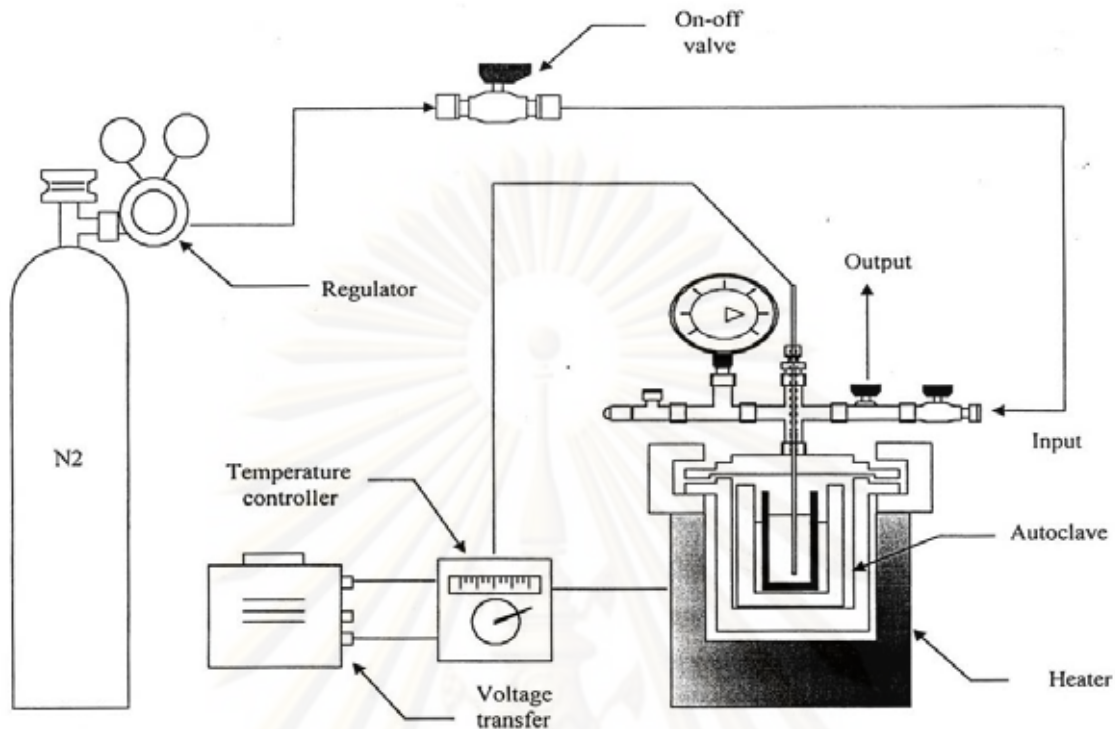 On-off
valve
Regulator
Output
N2
Input
Temperature
controller
Autoclave
Heater
Voltage
transfer